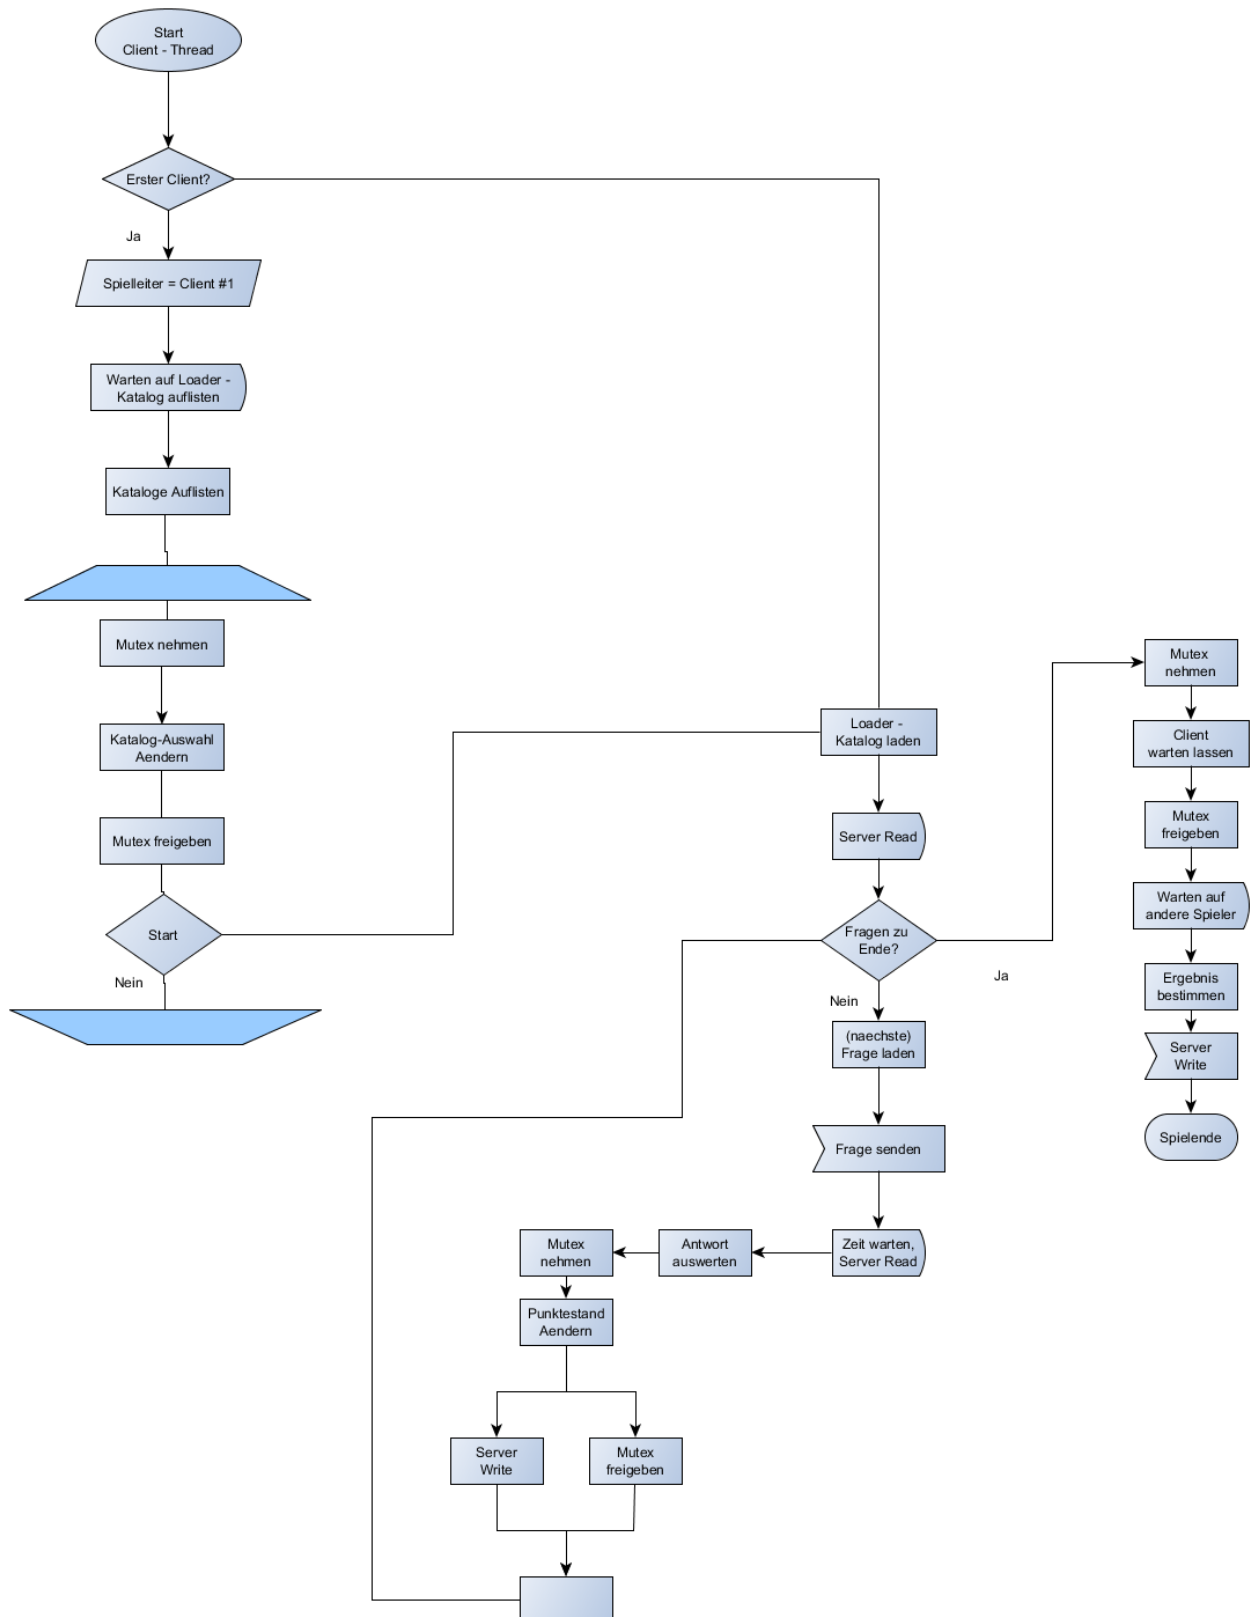 Start
Client - Thread
Erster Client?
Ja
Spielleiter = Client #1
Warten auf Loader -
Katalog auflisten
Kataloge Auflisten
Mutex nehmen
Katalog-Auswahl
Aendern
Mutex freigeben
Start
Nein
Loader -
Katalog laden
Server Read
Fragen zu
Ende?
Ja
Nein
(naechste)
Frage laden
Frage senden
Zeit warten,
Server Read
Antwort
auswerten
Mutex
nehmen
Punktestand
Aendern
Server
Write
Mutex
freigeben
Mutex
nehmen
Client
warten lassen
Mutex
freigeben
Warten auf
andere Spieler
Ergebnis
bestimmen
Server
Write
Spielende